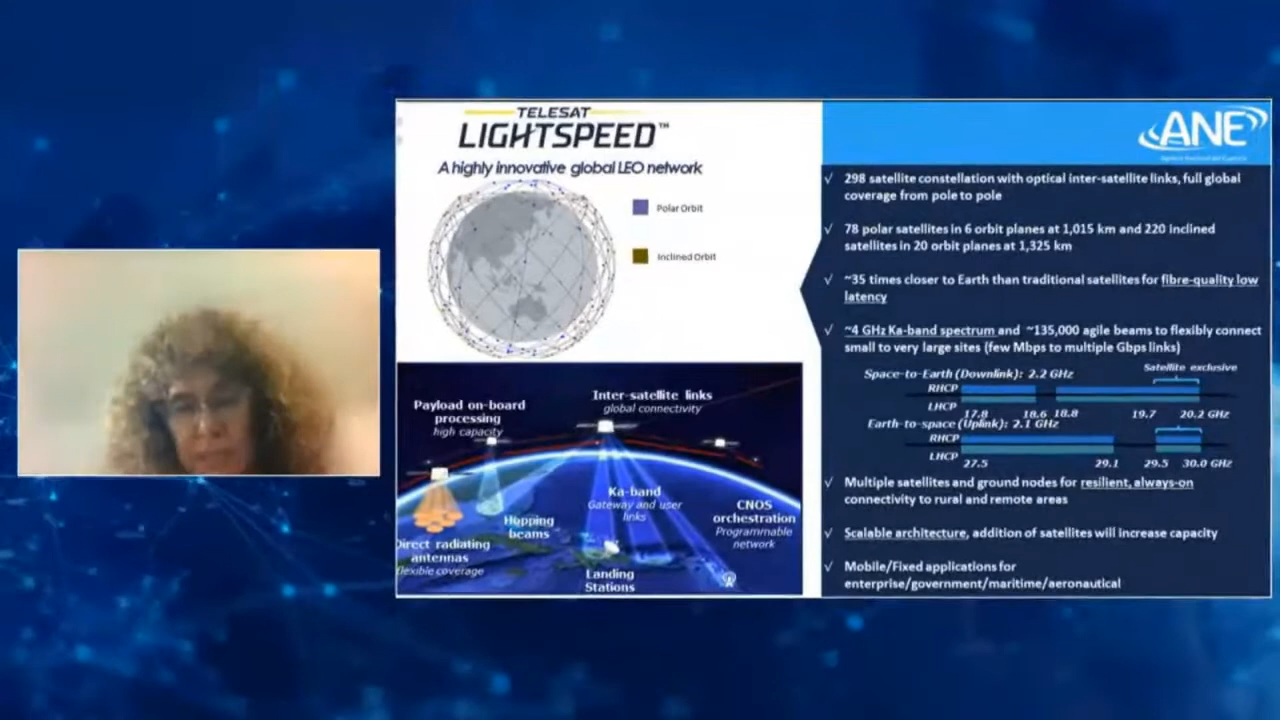 TELESAT
LIGHTSPEED™
A highly innovative global LEO network
Polar Orbit
Inclined Orbit
Payload on-board
processing
high capacity
Inter-satellite links
global connectivity
Ka-band
Gateway and user
links
CNOS
orchestration
Programmable
network
Hopping
beams
Direct radiating
antennas
flexible coverage
Landing
Stations
ANE
√ 298 satellite constellation with optical inter-satellite links, full global
coverage from pole to pole
√ 78 polar satellites in 6 orbit planes at 1,015 km and 220 inclined
satellites in 20 orbit planes at 1,325 km
√ ~35 times closer to Earth than traditional satellites for fibre-quality low
latency
√ ~4 GHz Ka-band spectrum and ~135,000 agile beams to flexibly connect
small to very large sites (few Mbps to multiple Gbps links)
Space-to-Earth (Downlink): 2.2 GHz
Satellite exclusive
RHCP
LHCP
17.8 18.6 18.8 19.7 20.2 GHz
Earth-to-space (Uplink): 2.1 GHz
RHCP
LHCP
27.5 29.1 29.5 30.0 GHz
√ Multiple satellites and ground nodes for resilient, always-on
connectivity to rural and remote areas
√ Scalable architecture, addition of satellites will increase capacity
√ Mobile/Fixed applications for
enterprise/government/maritime/aeronautical